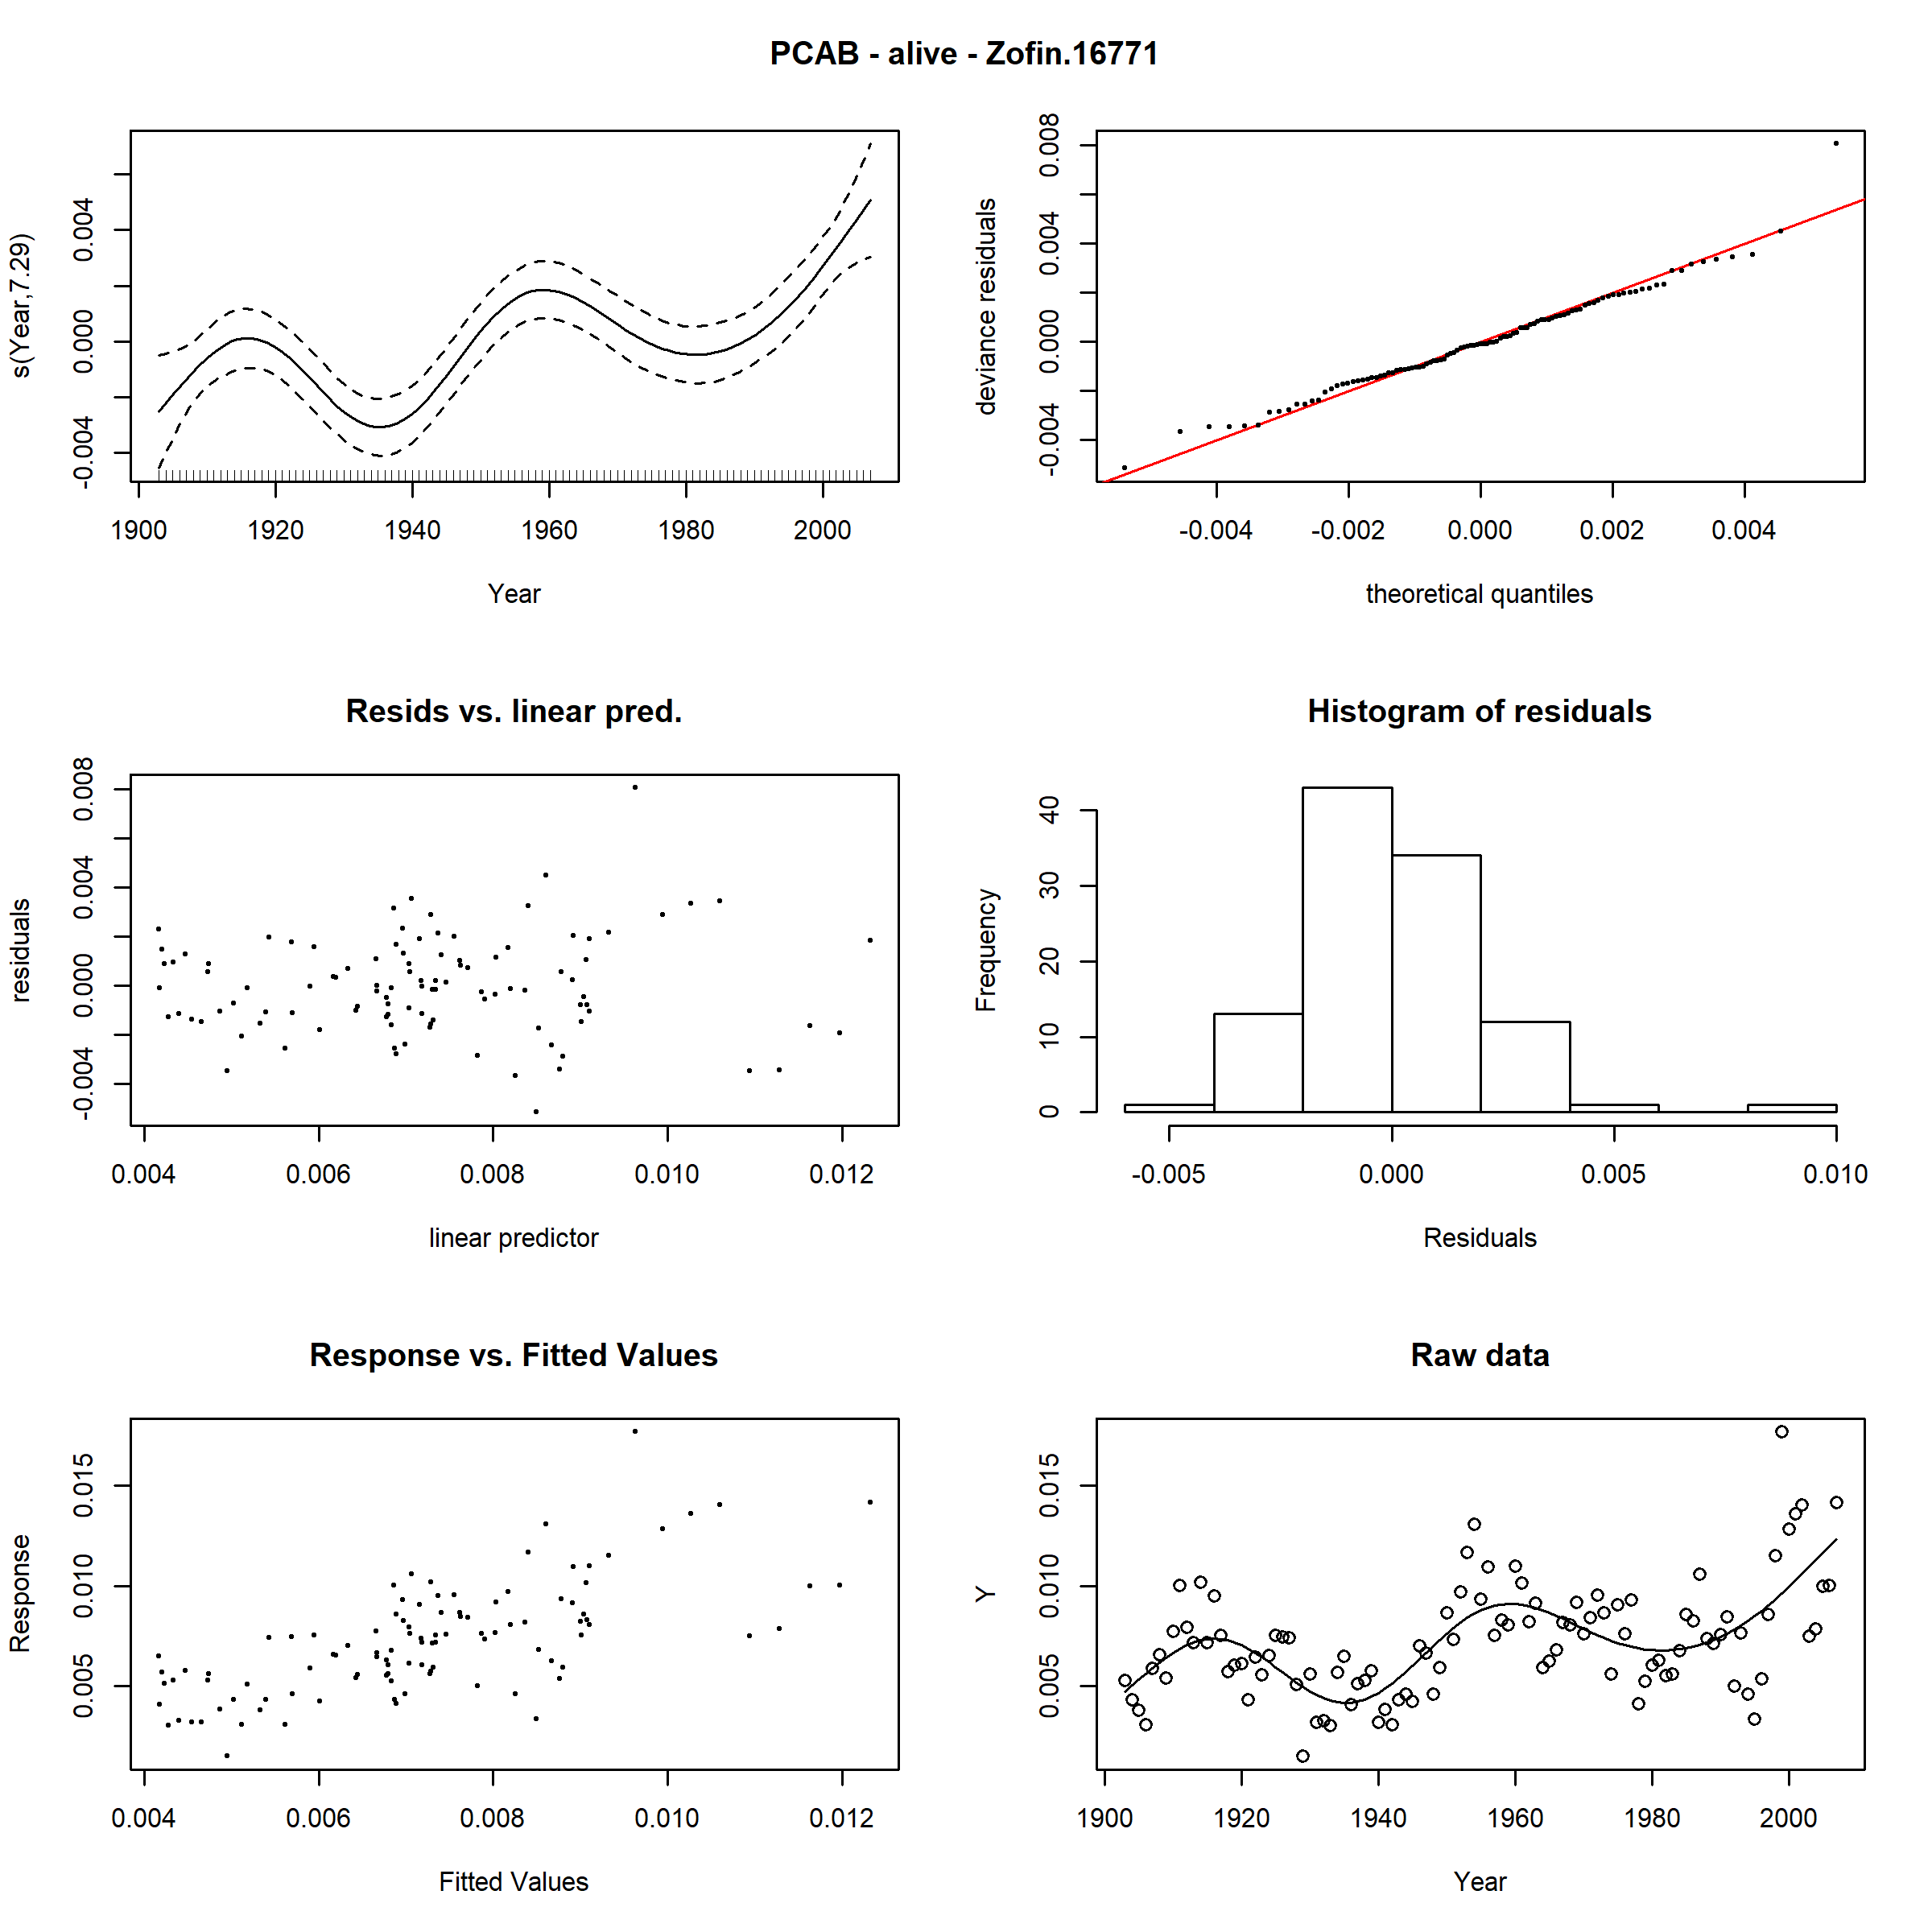 PCAB - alive - Zofin.16771
s(Year,7.29)
-0.004 0.000 0.004
1900 1920 1940 1960 1980 2000
Year
deviance residuals
-0.004 0.000 0.004 0.008
-0.004 -0.002 0.000 0.002 0.004
theoretical quantiles
Resids vs. linear pred.
residuals
-0.004 0.000 0.004 0.008
0.004 0.006 0.008 0.010 0.012
linear predictor
Histogram of residuals
Frequency
0 10 20 30 40
-0.005 0.000 0.005 0.010
Residuals
Response vs. Fitted Values
Response
0.005 0.010 0.015
0.004 0.006 0.008 0.010 0.012
Fitted Values
Raw data
Y
0.005 0.010 0.015
1900 1920 1940 1960 1980 2000
Year